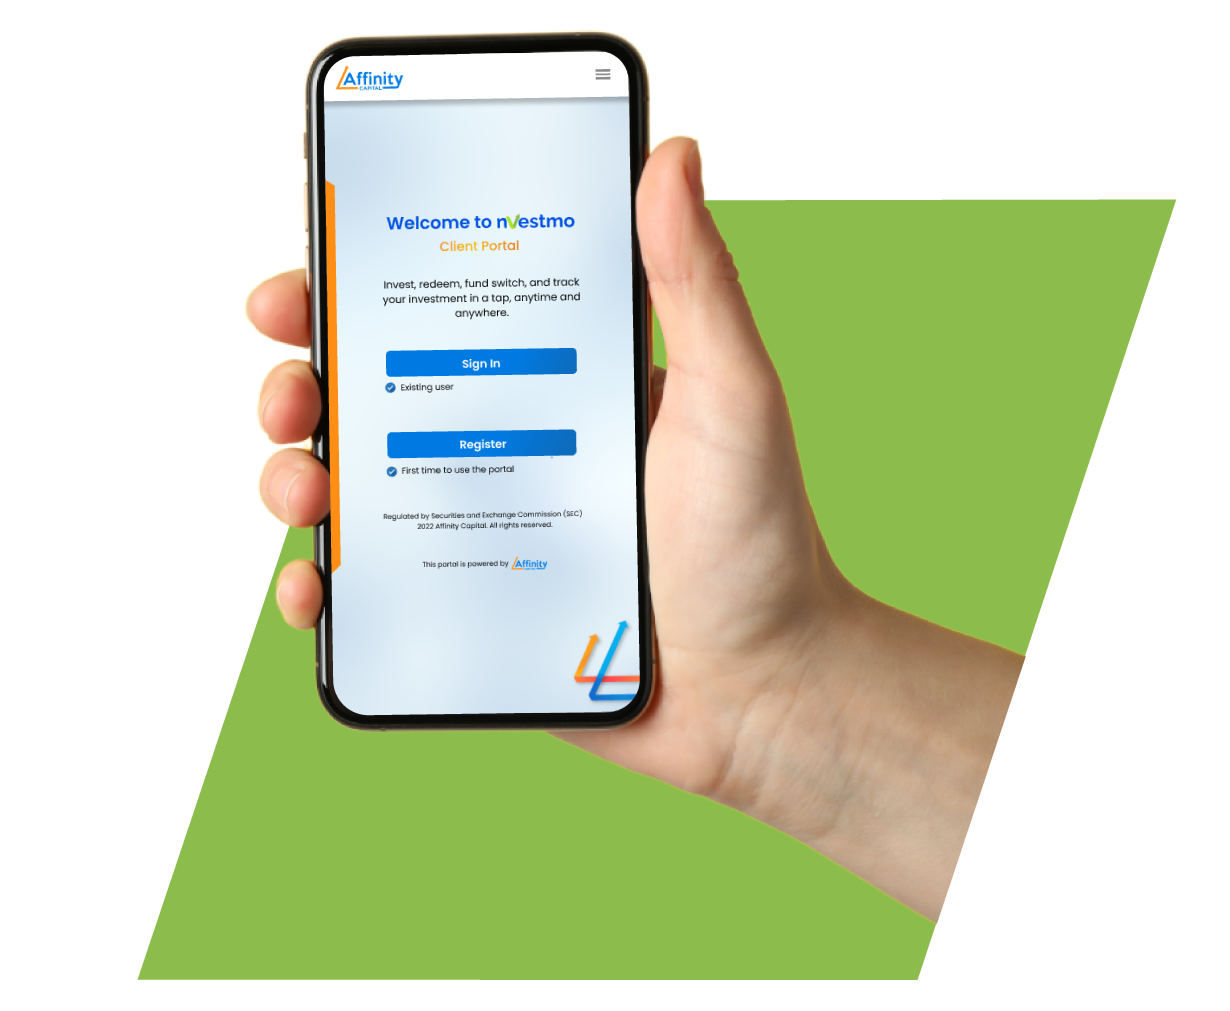 Affinity
CAPITAL
Welcome to nVestmo
Client Portal
Invest, redeem, fund switch, and track
your investment in a tap, anytime and
anywhere.
Sign In
Existing user
Register
First time to use the portal
Regulated by Securities and Exchange Commission (SEC)
2022 Affinity Capital. All rights reserved.
This portal is powered by Affinity